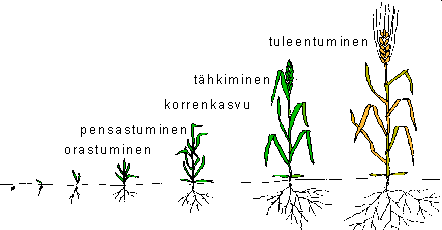 tuleentuminen
tähkiminen
korrenkasvu
pensastuminen
orastuminen